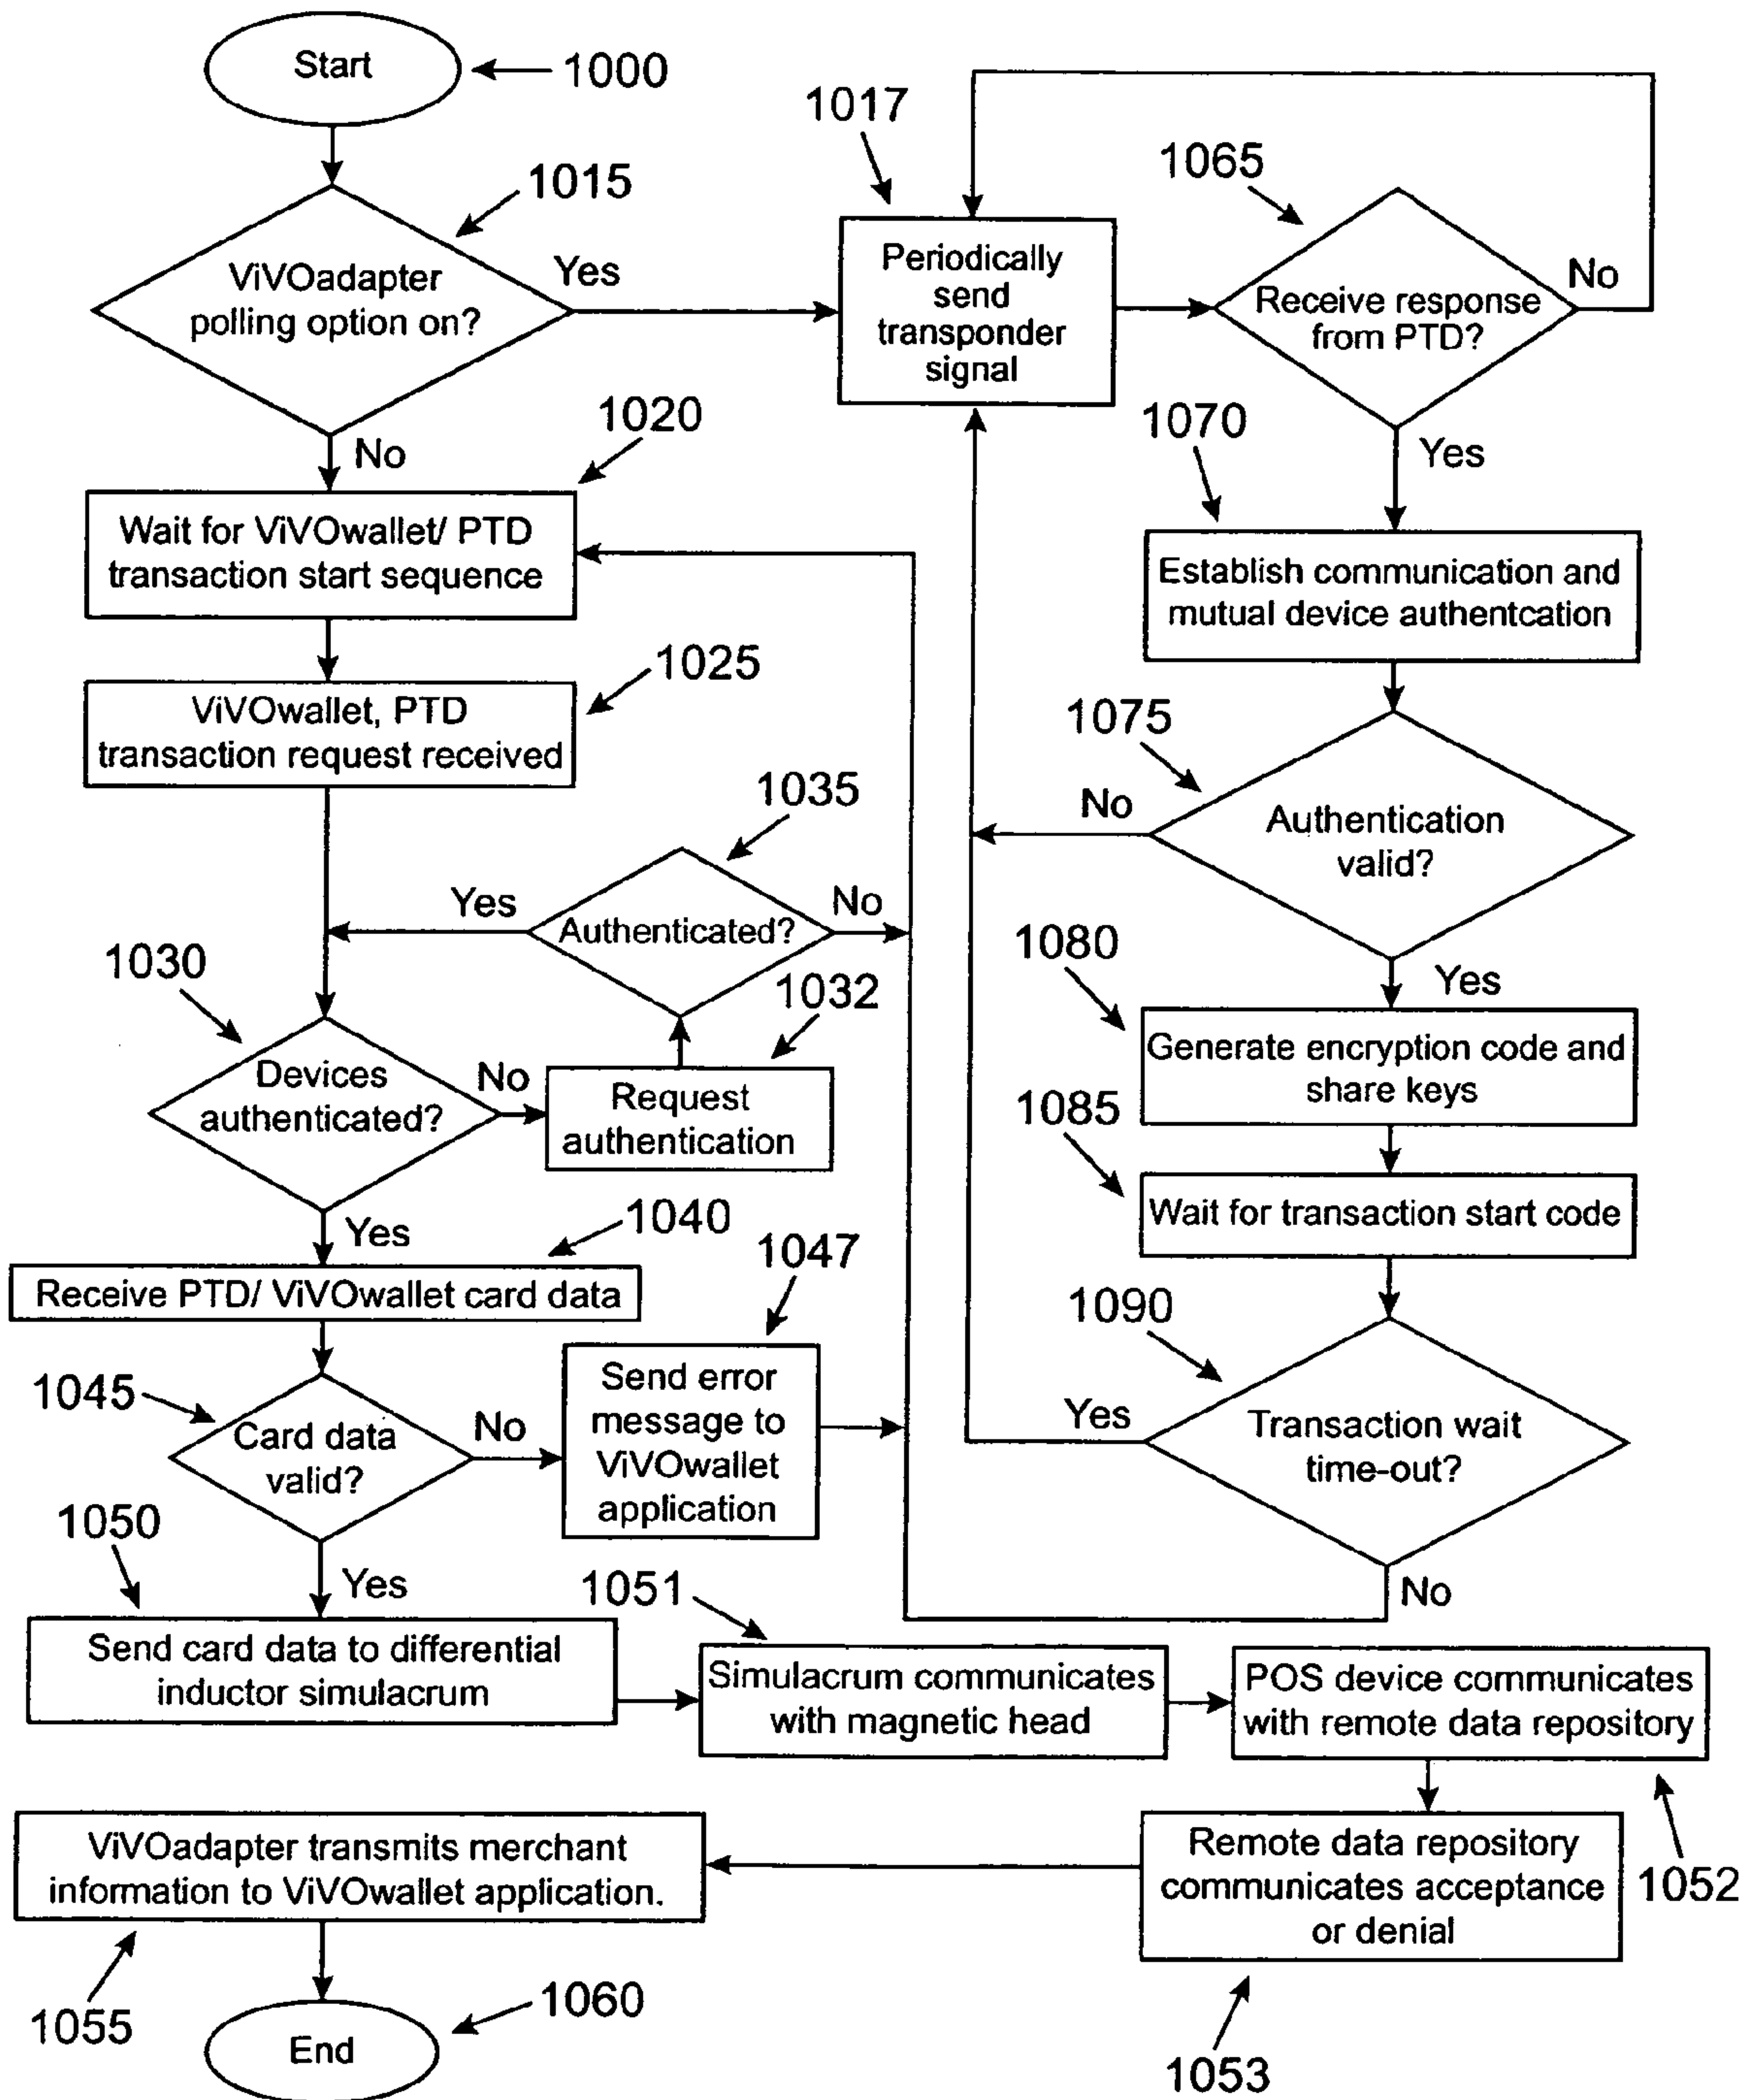 Start
1000
1015
ViVOadapter
polling option on?
Yes
No
1017
Periodically
send
transponder
signal
1065
Receive response
from PTD?
No
Yes
1020
Wait for ViVOwallet/ PTD
transaction start sequence
1025
ViVOwallet, PTD
transaction request received
1035
Authenticated?
Yes
No
1030
Devices
authenticated?
No
Yes
1032
Request
authentication
1040
Receive PTD/ ViVOwallet card data
1045
Card data
valid?
No
Yes
1047
Send error
message to
ViVOwallet
application
1070
Establish communication and
mutual device authentcation
1075
Authentication
valid?
No
Yes
1080
Generate encryption code and
share keys
1085
Wait for transaction start code
1090
Transaction wait
time-out?
Yes
No
1050
Send card data to differential
inductor simulacrum
1051
Simulacrum communicates
with magnetic head
POS device communicates
with remote data repository
1052
Remote data repository
communicates acceptance
or denial
1053
ViVOadapter transmits merchant
information to ViVOwallet application.
1055
End
1060